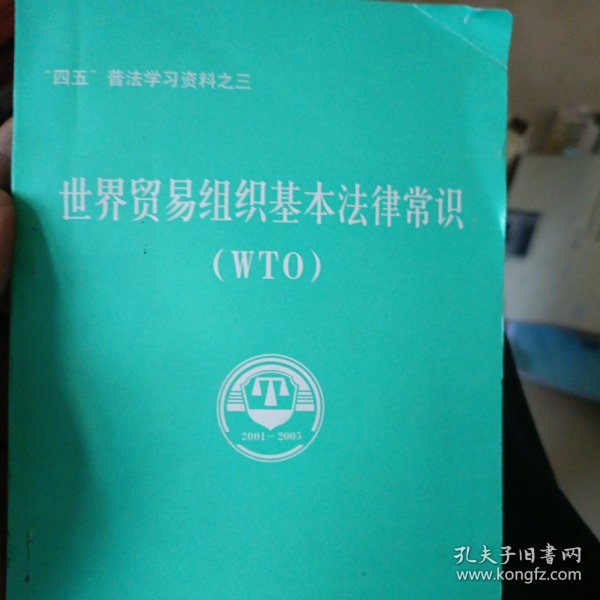 “四五”普法学习资料之三
世界贸易组织基本法律常识
(WTO)
2001-2005
孔夫子旧书网
www.kongfz.com